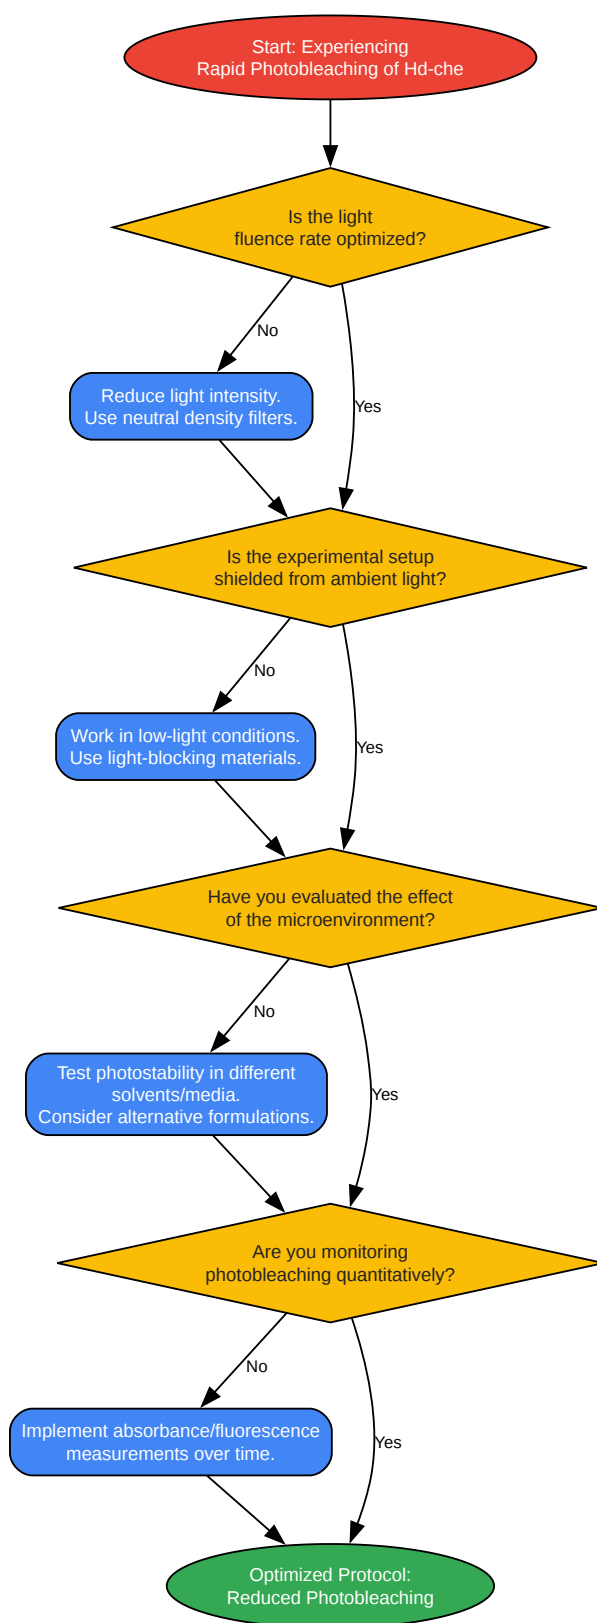 Start: Experiencing
Rapid Photobleaching of Hd-che
Is the light
fluence rate optimized?
No
Yes
Reduce light intensity.
Use neutral density filters.
Is the experimental setup
shielded from ambient light?
No
Yes
Work in low-light conditions.
Use light-blocking materials.
Have you evaluated the effect
of the microenvironment?
No
Yes
Test photostability in different
solvents/media.
Consider alternative formulations.
Are you monitoring
photobleaching quantitatively?
No
Yes
Implement absorbance/fluorescence
measurements over time.
Optimized Protocol:
Reduced Photobleaching